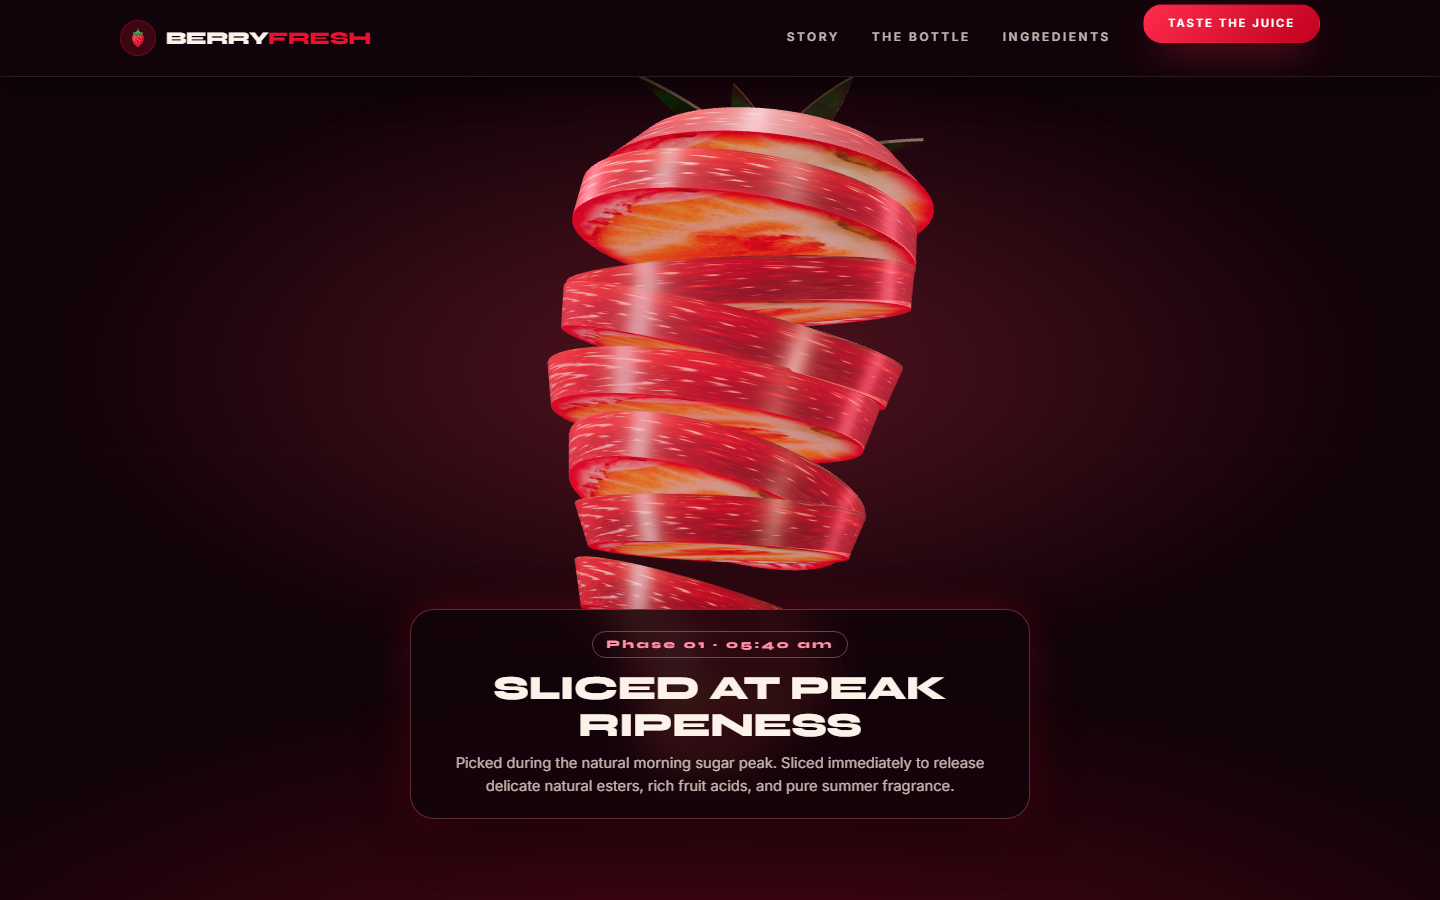 BERRYFRESH
STORY
THE BOTTLE
INGREDIENTS
TASTE THE JUICE
Phase 01 · 05:40 am
SLICED AT PEAK
RIPENESS
Picked during the natural morning sugar peak. Sliced immediately to release
delicate natural esters, rich fruit acids, and pure summer fragrance.